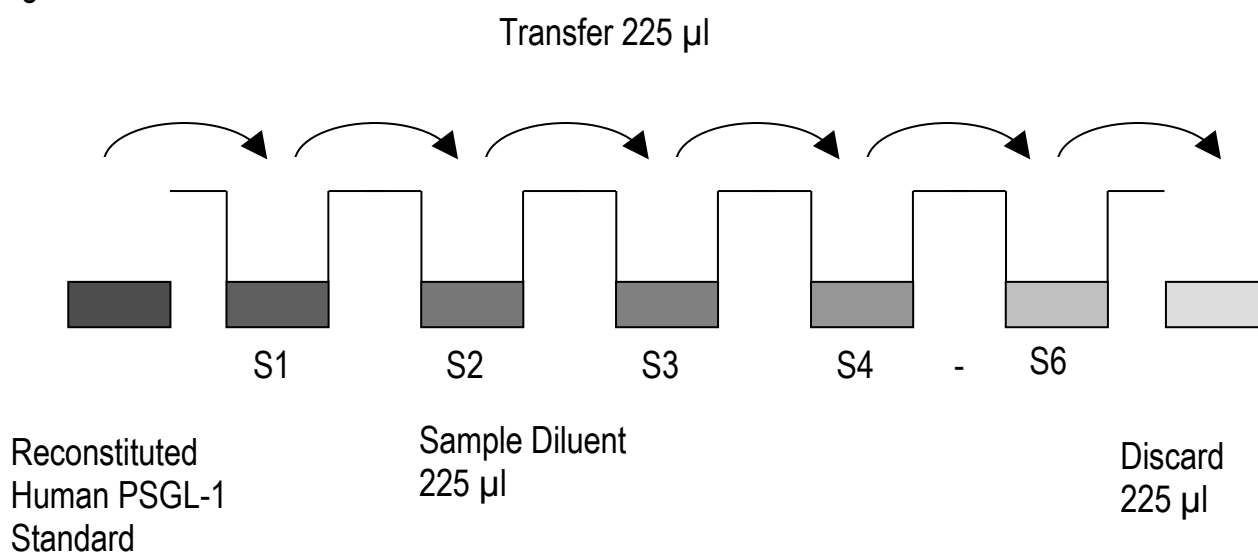 Transfer 225 µl
S1 S2 S3 S4 - S6
Reconstituted
Human PSGL-1
Standard
Sample Diluent
225 µl
Discard
225 µl